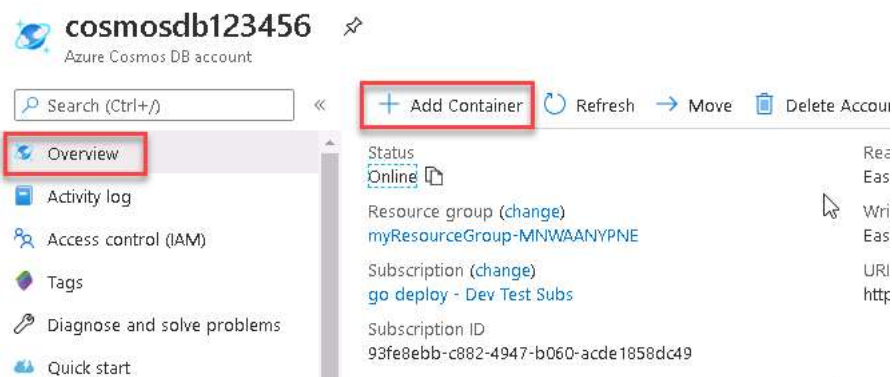 cosmosdb123456
Azure Cosmos DB account
Search (Ctrl+/)
«
Add Container
Refresh
Move
Delete Accoun
Overview
Activity log
Access control (IAM)
Tags
Diagnose and solve problems
Quick start
Status
Online
Resource group (change)
myResourceGroup-MNWAANYPNE
Subscription (change)
go deploy - Dev Test Subs
Subscription ID
93fe8ebb-c882-4947-b060-acde1858dc49
Rea
Eas
Wri
Eas
URI
http